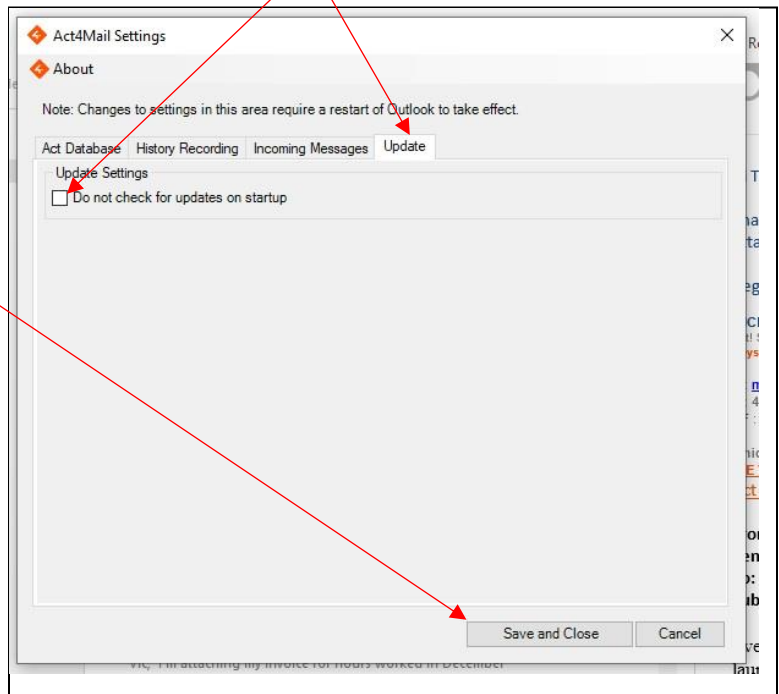 Act4Mail Settings
About
Note: Changes to settings in this area require a restart of Outlook to take effect.
Act Database History Recording Incoming Messages Update
Update Settings
Do not check for updates on startup
Save and Close Cancel
Vic, I'm attaching my invoice for hours worked in December